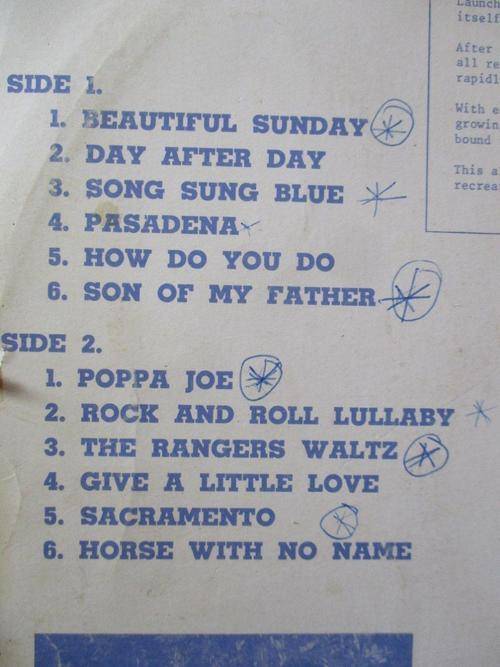 SIDE 1.
1. BEAUTIFUL SUNDAY
2. DAY AFTER DAY
3. SONG SUNG BLUE
4. PASADENA
5. HOW DO YOU DO
6. SON OF MY FATHER
SIDE 2.
1. POPPA JOE
2. ROCK AND ROLL LULLABY
3. THE RANGERS WALTZ
4. GIVE A LITTLE LOVE
5. SACRAMENTO
6. HORSE WITH NO NAME
Launch
itself
After
all re
rapidl
With e
growin
bound
This a
recrea